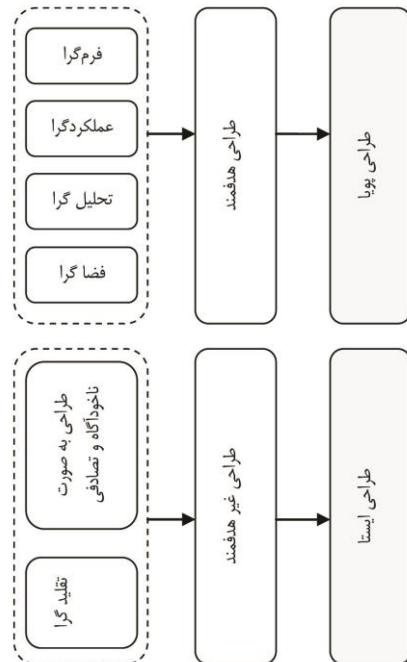 فرم‌گرا
عملکردگرا
تحلیل گرا
فضا گرا
طراحی هدفمند
طراحی پویا
طراحی به صورت
ناخودآگاه و تصادفی
تقلید گرا
طراحی غیر هدفمند
طراحی ایستا